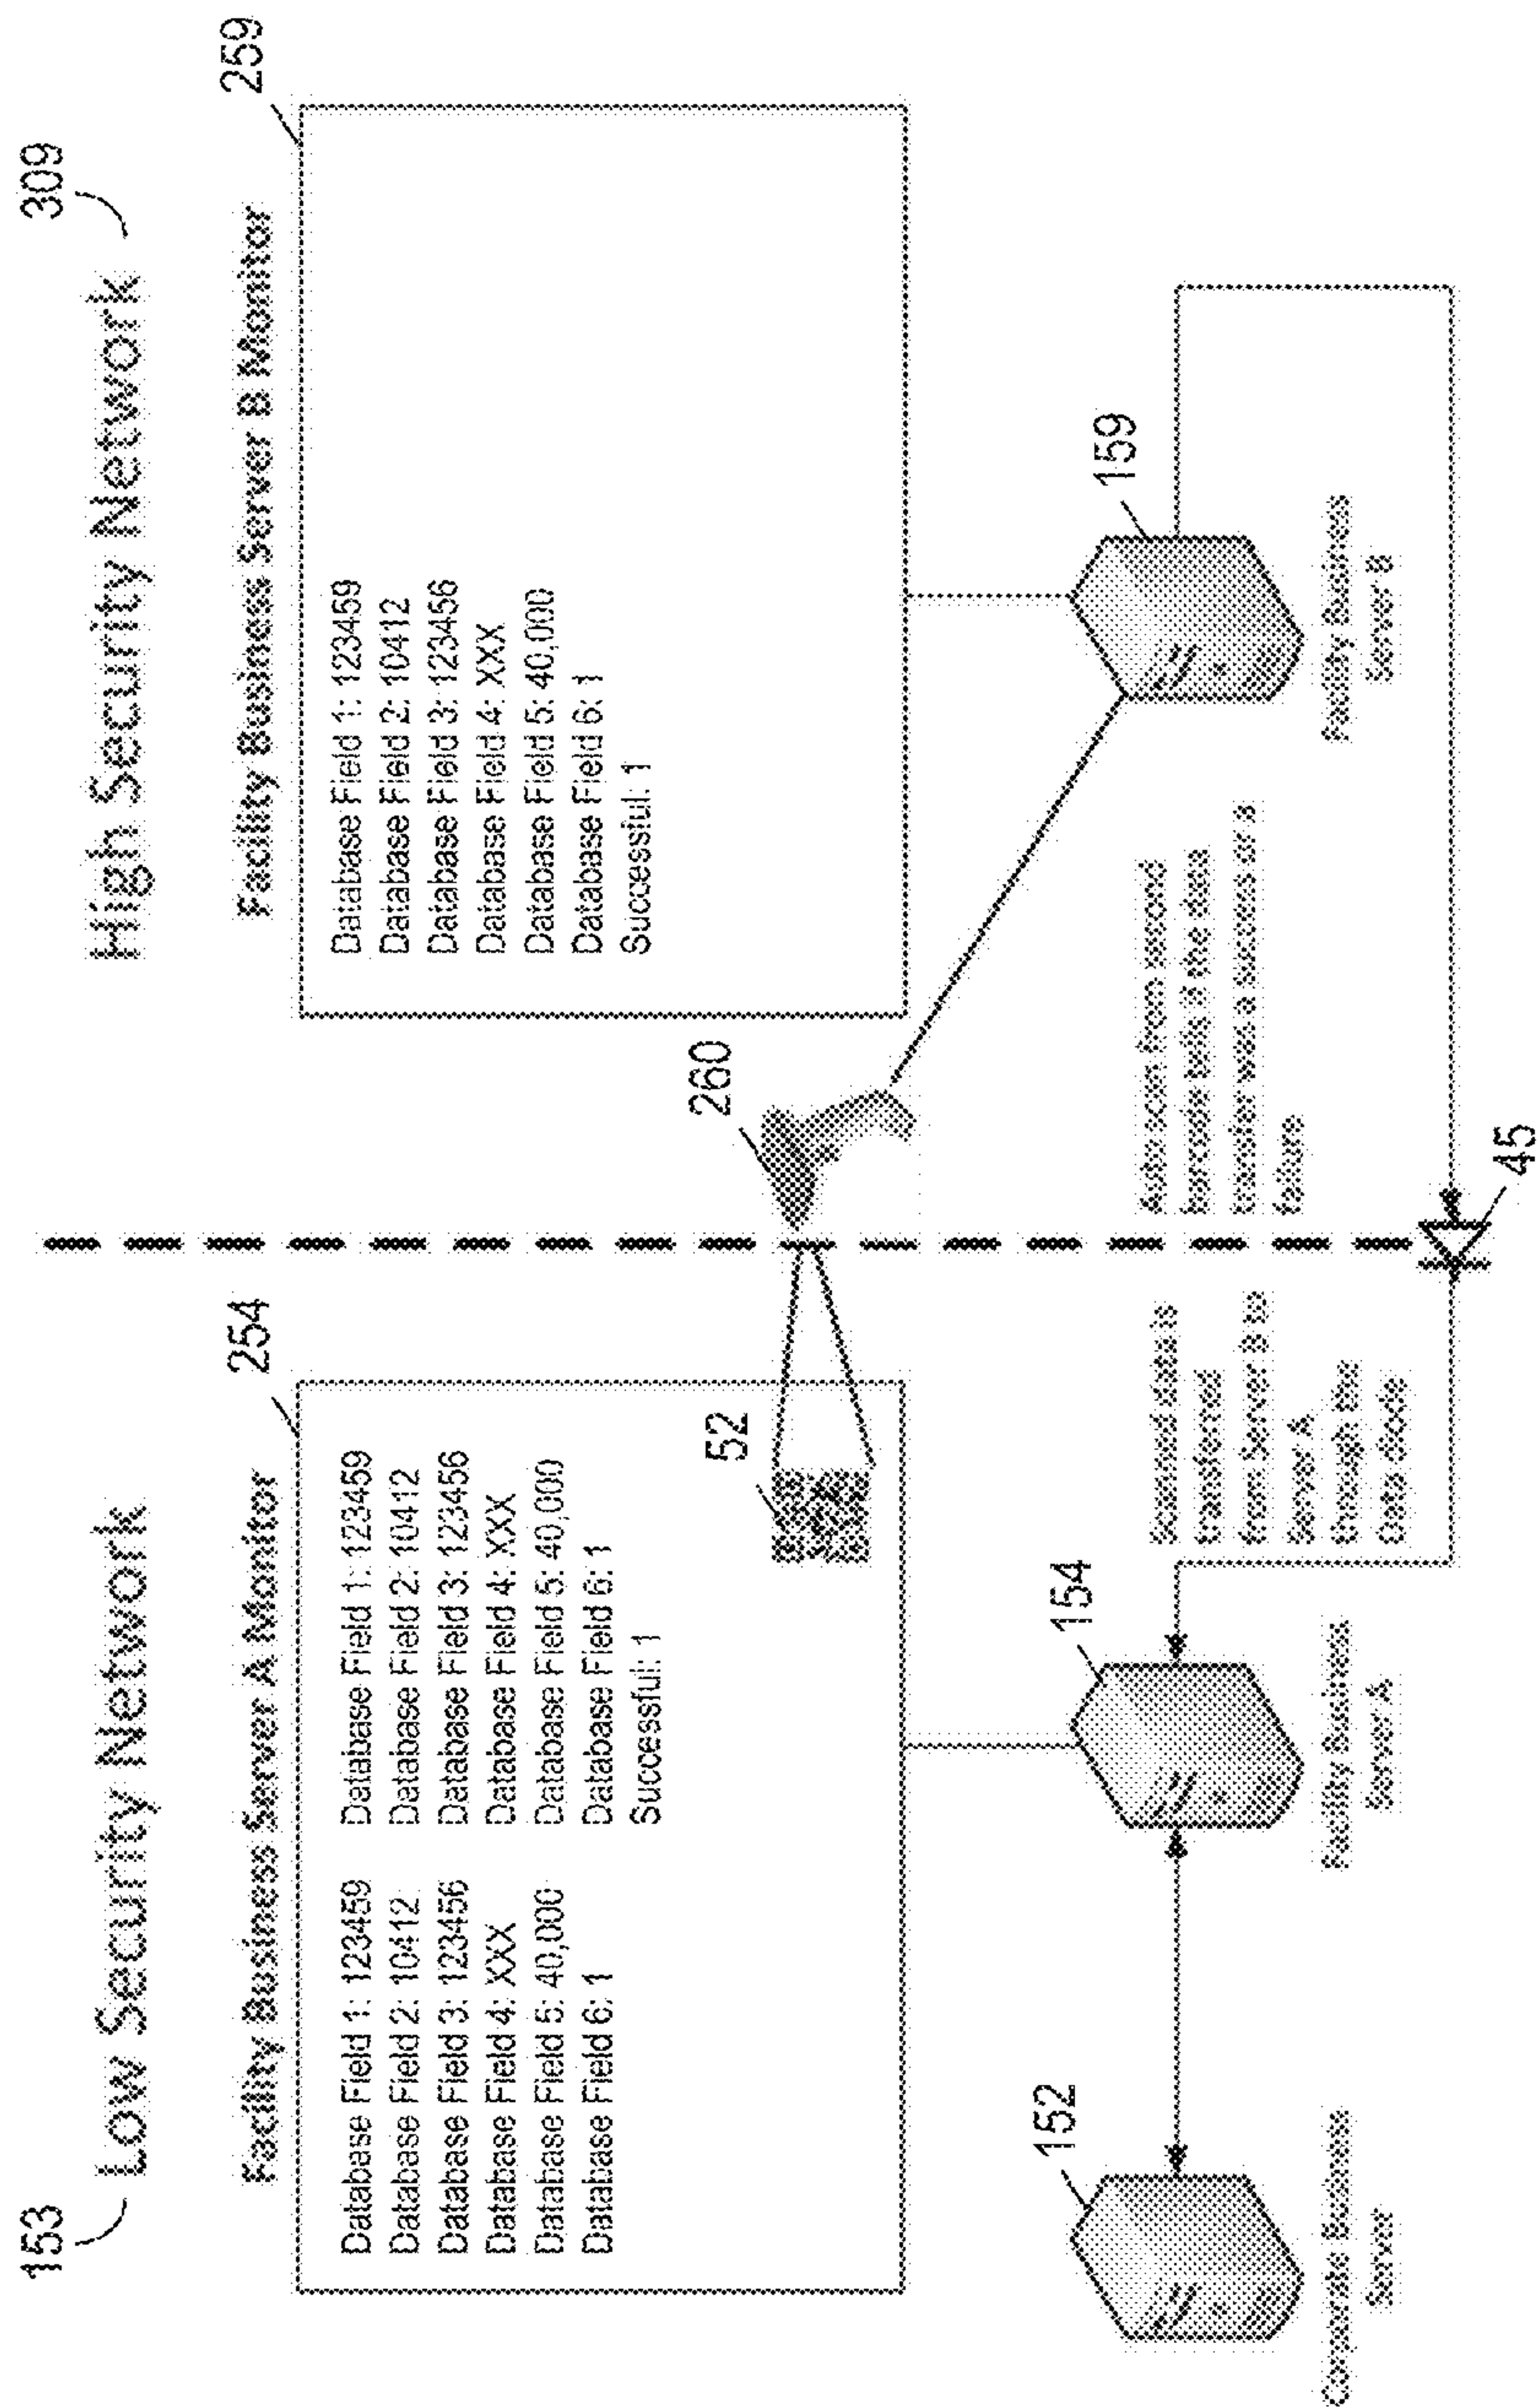 153
Low Security Network
High Security Network
309
Facility Business Server A Monitor
254
Facility Business Server B Monitor
259
Database Field 1: 123459
Database Field 2: 10412
Database Field 3: 123456
Database Field 4: XXX
Database Field 5: 40,000
Database Field 6: 1
Database Field 1: 123459
Database Field 2: 10412
Database Field 3: 123456
Database Field 4: XXX
Database Field 5: 40,000
Database Field 6: 1
Successful: 1
52
Database Field 1: 123459
Database Field 2: 10412
Database Field 3: 123456
Database Field 4: XXX
Database Field 5: 40,000
Database Field 6: 1
Successful: 1
260
152
Corporate Business
Server
154
Facility Business
Server A
Scanned data is
transferred
from Server B to
Server A
through the
Data diode
Auto scan from second
barcode tells if the data
transfer was a success or a
failure
159
Facility Business
Server B
45